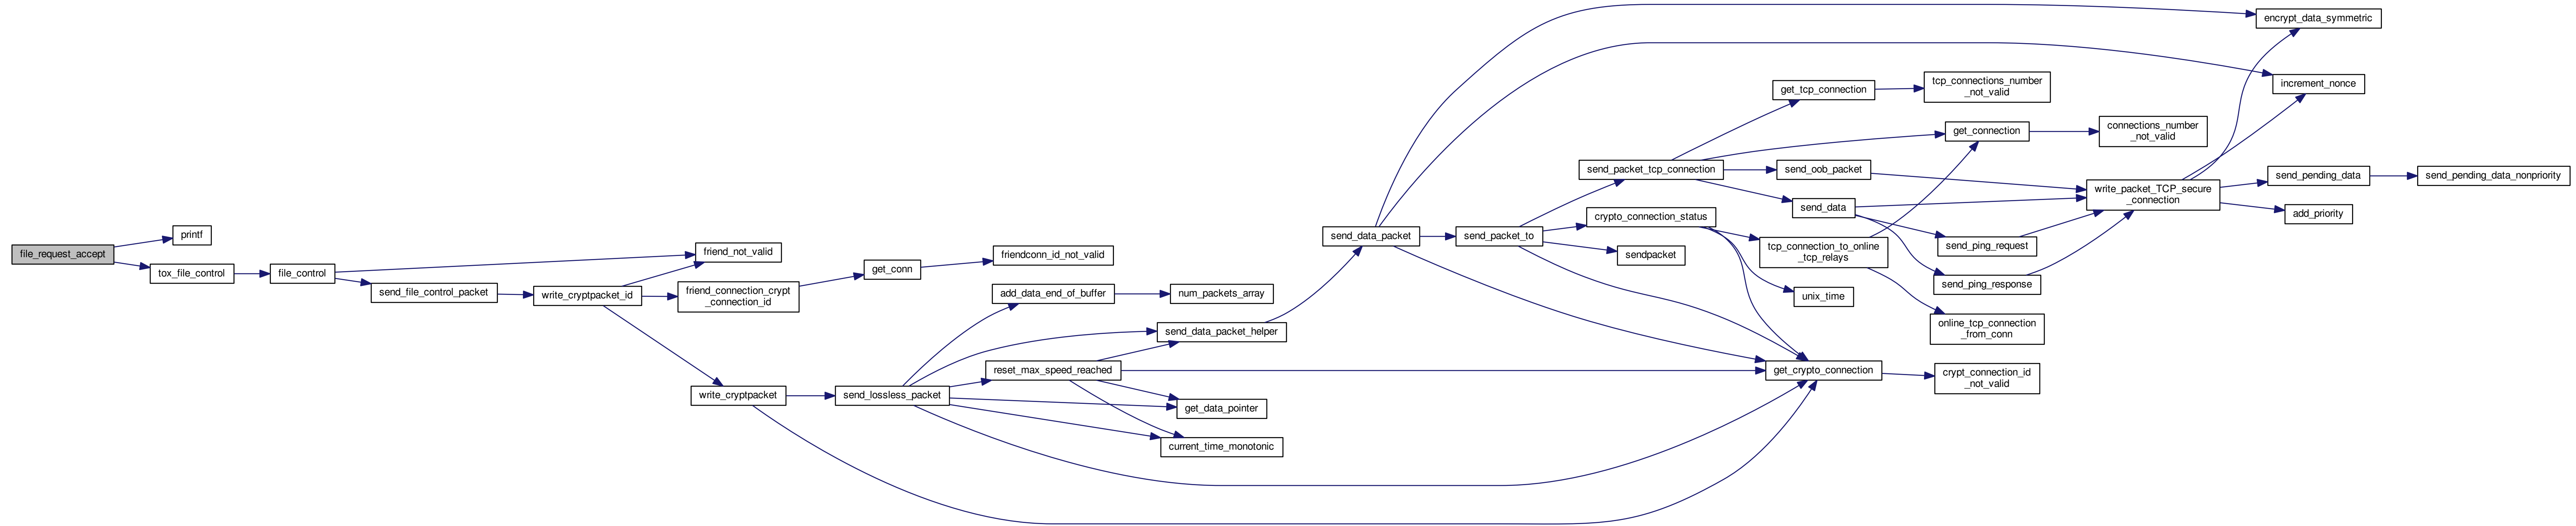 file_request_accept
printf
tox_file_control
file_control
friend_not_valid
send_file_control_packet
write_cryptpacket_id
friend_connection_crypt
_connection_id
get_conn
friendconn_id_not_valid
write_cryptpacket
send_lossless_packet
add_data_end_of_buffer
num_packets_array
send_data_packet_helper
reset_max_speed_reached
get_data_pointer
current_time_monotonic
send_data_packet
send_packet_to
send_packet_tcp_connection
crypto_connection_status
sendpacket
get_tcp_connection
tcp_connections_number
_not_valid
get_connection
connections_number
_not_valid
send_oob_packet
send_data
tcp_connection_to_online
_tcp_relays
unix_time
send_ping_request
send_ping_response
online_tcp_connection
_from_conn
get_crypto_connection
crypt_connection_id
_not_valid
write_packet_TCP_secure
_connection
encrypt_data_symmetric
increment_nonce
send_pending_data
send_pending_data_nonpriority
add_priority